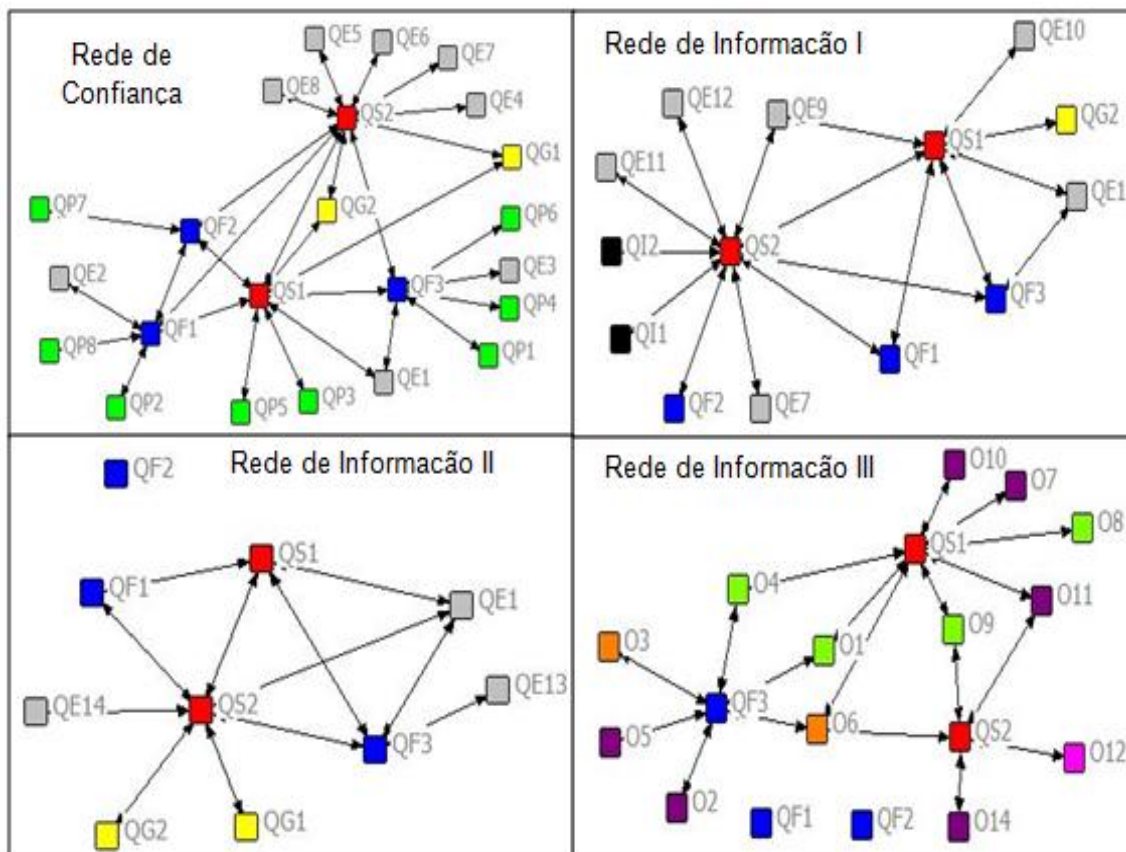 Rede de
Confiança
QE5
QE6
QE7
QE8
QS2
QE4
QG1
QP7
QF2
QG2
QP6
QE2
QS1
QF3
QE3
QP4
QF1
QP8
QP1
QE1
QP2
QP5
QP3
Rede de Informacão I
QE10
QE12
QE9
QG2
QS1
QE11
QE1
QI2
QS2
QF3
QI1
QF1
QF2
QE7
QF2
Rede de Informacão II
QS1
QF1
QE1
QE14
QS2
QE13
QF3
QG2
QG1
Rede de Informacão III
O10
O7
O8
QS1
O4
O11
O9
O3
O1
QF3
O6
QS2
O5
O12
O2
QF1
QF2
O14